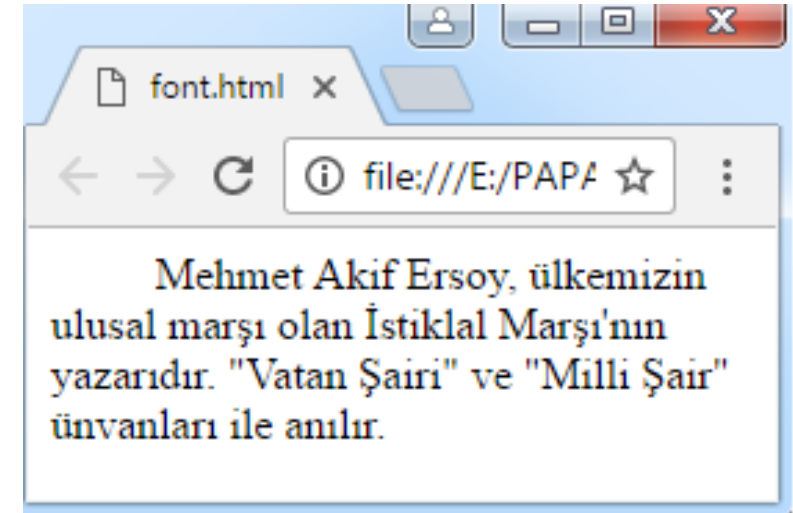 font.html
file:///E:/PAPA
Mehmet Akif Ersoy, ülkemizin
ulusal marşı olan İstiklal Marşı'nın
yazarıdır. "Vatan Şairi" ve "Milli Şair"
ünvanları ile anılır.